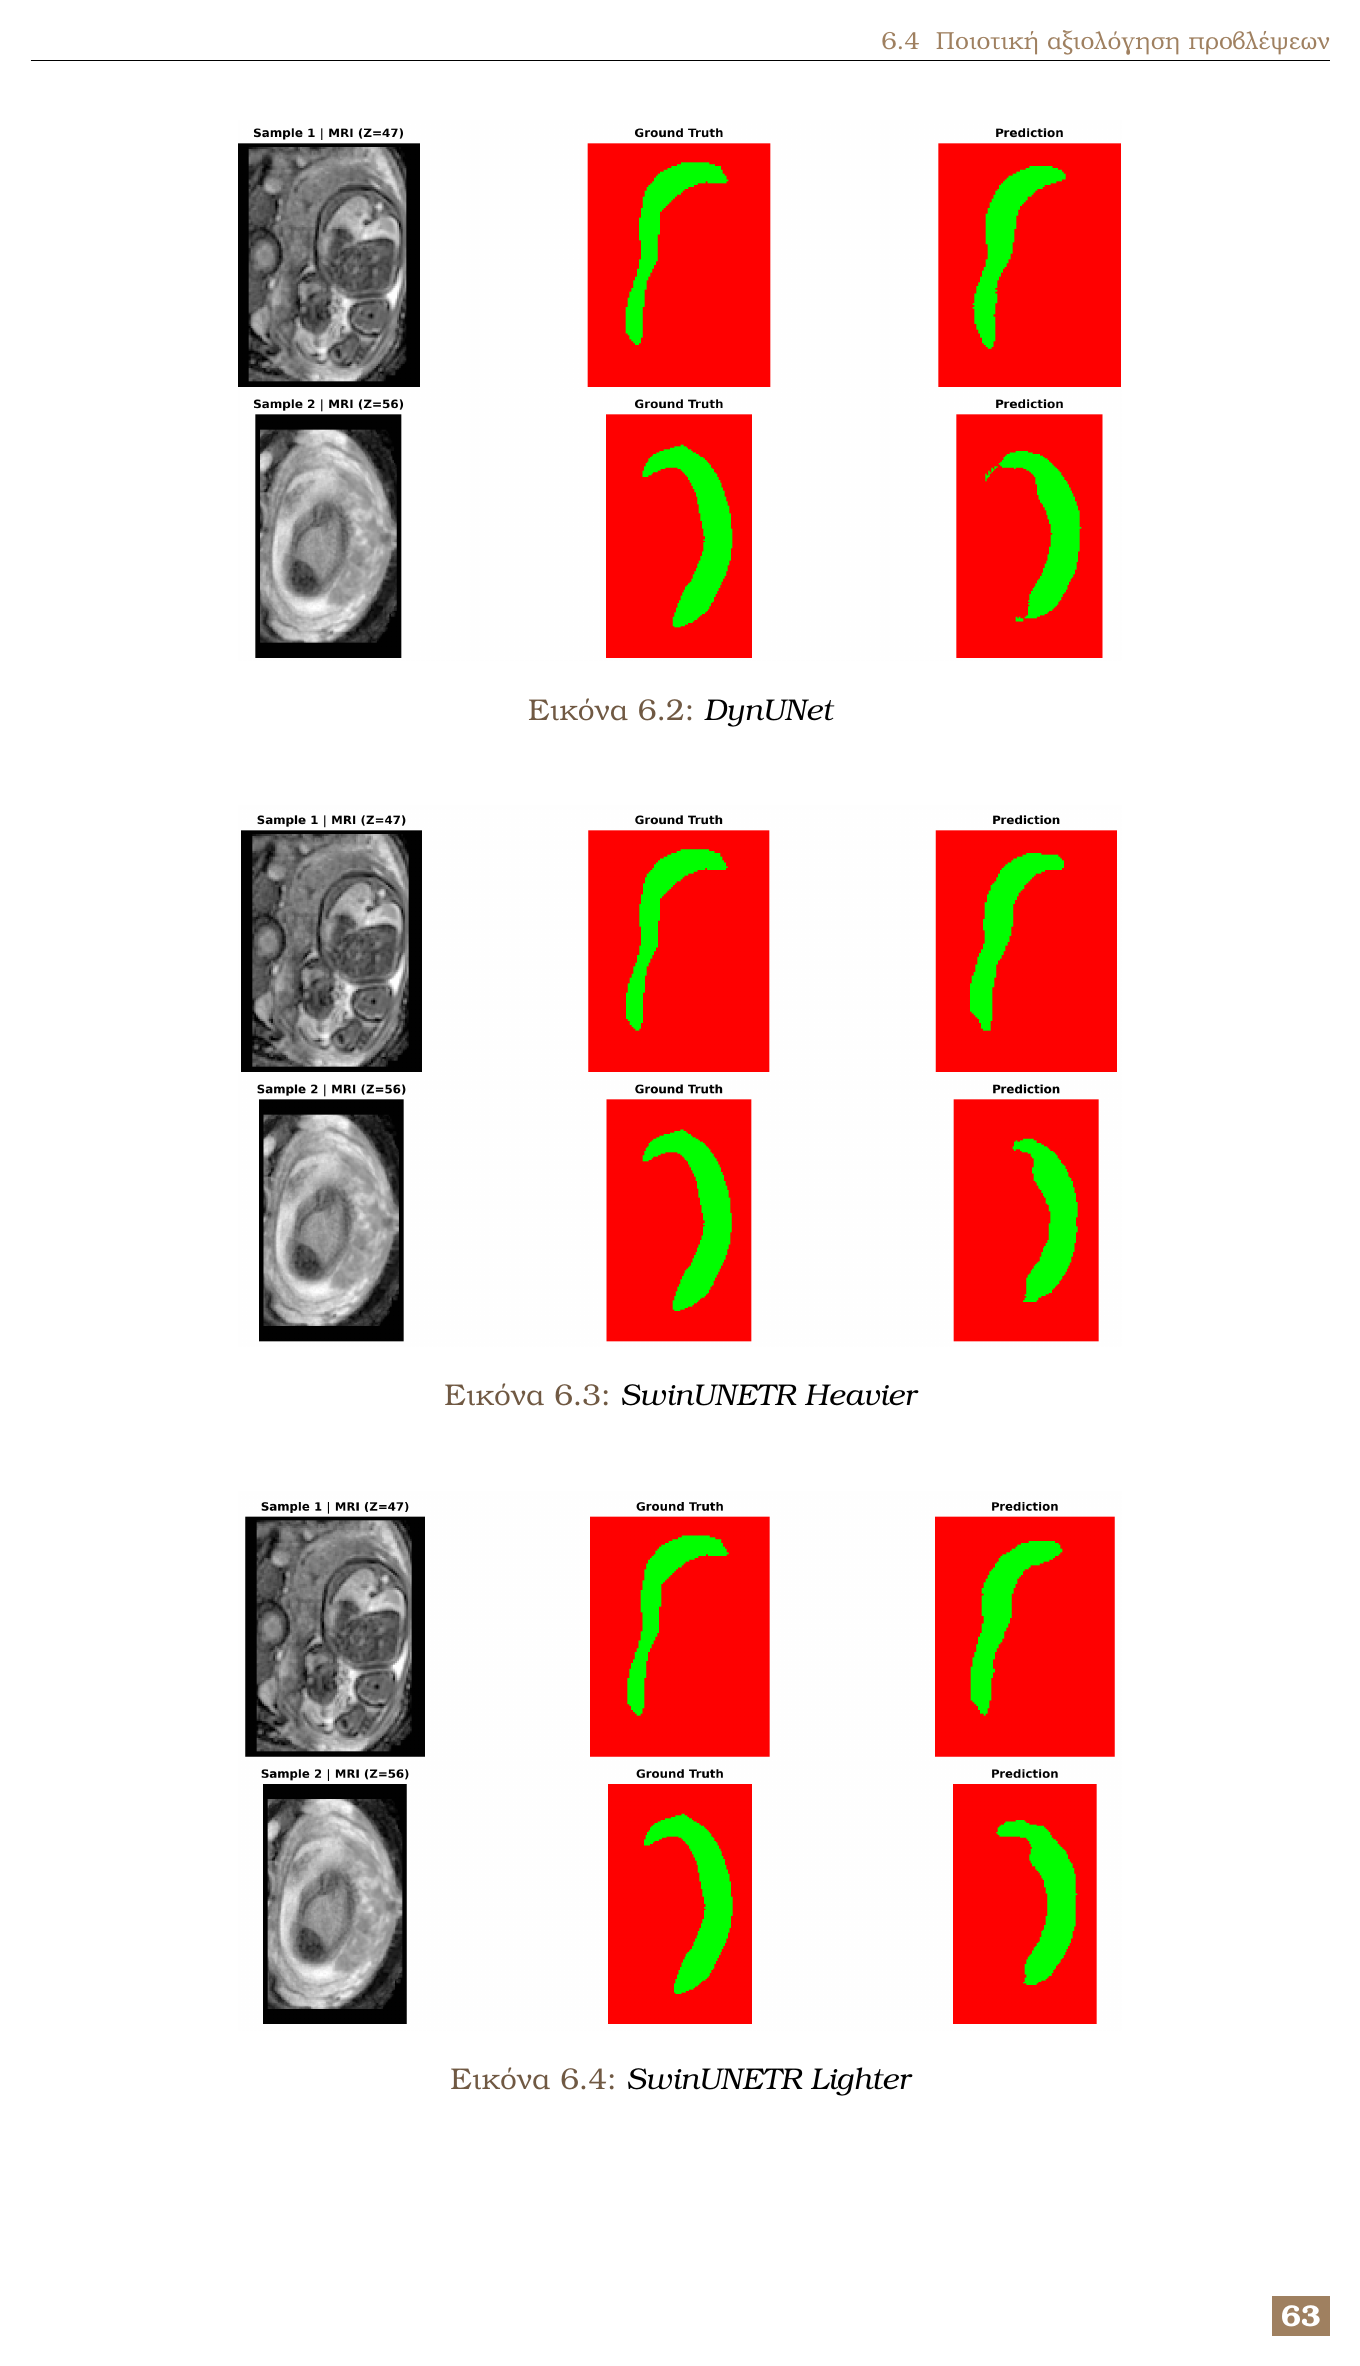 6.4 Ποιοτική αξιολόγηση προβλέψεων
Sample 1 | MRI (Z=47) Ground Truth Prediction
Sample 2 | MRI (Z=56) Ground Truth Prediction
Εικόνα 6.2: DynUNet
Sample 1 | MRI (Z=47) Ground Truth Prediction
Sample 2 | MRI (Z=56) Ground Truth Prediction
Εικόνα 6.3: SwinUNETR Heavier
Sample 1 | MRI (Z=47) Ground Truth Prediction
Sample 2 | MRI (Z=56) Ground Truth Prediction
Εικόνα 6.4: SwinUNETR Lighter
63